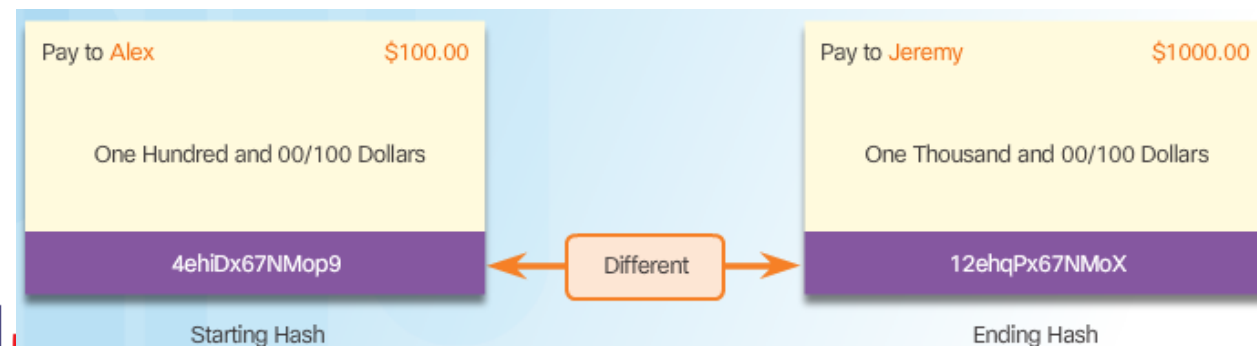 Pay to Alex $100.00
One Hundred and 00/100 Dollars
4ehiDx67NMop9
Starting Hash
Different
Pay to Jeremy $1000.00
One Thousand and 00/100 Dollars
12ehqPx67NMoX
Ending Hash